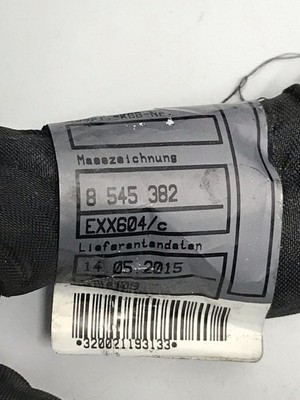 Masszeichnung
8 545 382
EXX604/c
Lieferantendaten
14 05 2015
*320021193133*